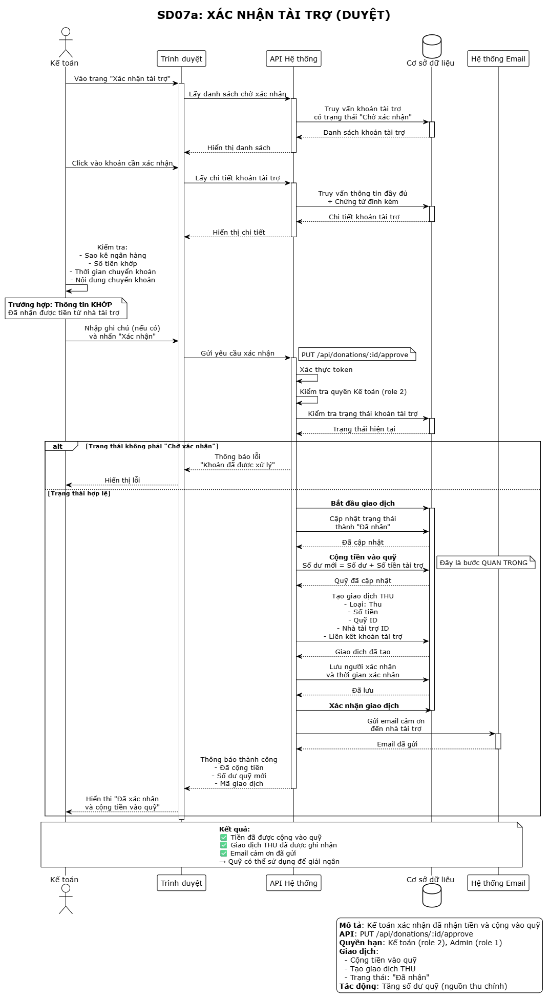 SD07a: XÁC NHẬN TÀI TRỢ (DUYỆT)
Kế toán
Trình duyệt
API Hệ thống
Cơ sở dữ liệu
Hệ thống Email
Vào trang "Xác nhận tài trợ"
Lấy danh sách chờ xác nhận
Truy vấn khoản tài trợ
có trạng thái "Chờ xác nhận"
Danh sách khoản tài trợ
Hiển thị danh sách
Click vào khoản cần xác nhận
Lấy chi tiết khoản tài trợ
Truy vấn thông tin đầy đủ
+ Chứng từ đính kèm
Chi tiết khoản tài trợ
Hiển thị chi tiết
Kiểm tra:
- Sao kê ngân hàng
- Số tiền khớp
- Thời gian chuyển khoản
- Nội dung chuyển khoản
Trường hợp: Thông tin KHỚP
Đã nhận được tiền từ nhà tài trợ
Nhập ghi chú (nếu có)
và nhấn "Xác nhận"
Gửi yêu cầu xác nhận
PUT /api/donations/:id/approve
Xác thực token
Kiểm tra quyền Kế toán (role 2)
Kiểm tra trạng thái khoản tài trợ
Trạng thái hiện tại
alt
[Trạng thái không phải "Chờ xác nhận"]
Thông báo lỗi
"Khoản đã được xử lý"
Hiển thị lỗi
[Trạng thái hợp lệ]
Bắt đầu giao dịch
Cập nhật trạng thái
thành "Đã nhận"
Đã cập nhật
Cộng tiền vào quỹ
Số dư mới = Số dư + Số tiền tài trợ
Đây là bước QUAN TRỌNG
Quỹ đã cập nhật
Tạo giao dịch THU
- Loại: Thu
- Số tiền
- Quỹ ID
- Nhà tài trợ ID
- Liên kết khoản tài trợ
Giao dịch đã tạo
Lưu người xác nhận
và thời gian xác nhận
Đã lưu
Xác nhận giao dịch
Gửi email cảm ơn
đến nhà tài trợ
Email đã gửi
Thông báo thành công
- Đã cộng tiền
- Số dư quỹ mới
- Mã giao dịch
Hiển thị "Đã xác nhận
và cộng tiền vào quỹ"
Kết quả:
✅ Tiền đã được cộng vào quỹ
✅ Giao dịch THU đã được ghi nhận
✅ Email cảm ơn đã gửi
→ Quỹ có thể sử dụng để giải ngân
Kế toán
Trình duyệt
API Hệ thống
Cơ sở dữ liệu
Hệ thống Email
Mô tả: Kế toán xác nhận đã nhận tiền và cộng vào quỹ
API: PUT /api/donations/:id/approve
Quyền hạn: Kế toán (role 2), Admin (role 1)
Giao dịch:
- Cộng tiền vào quỹ
- Tạo giao dịch THU
- Trạng thái: "Đã nhận"
Tác động: Tăng số dư quỹ (nguồn thu chính)